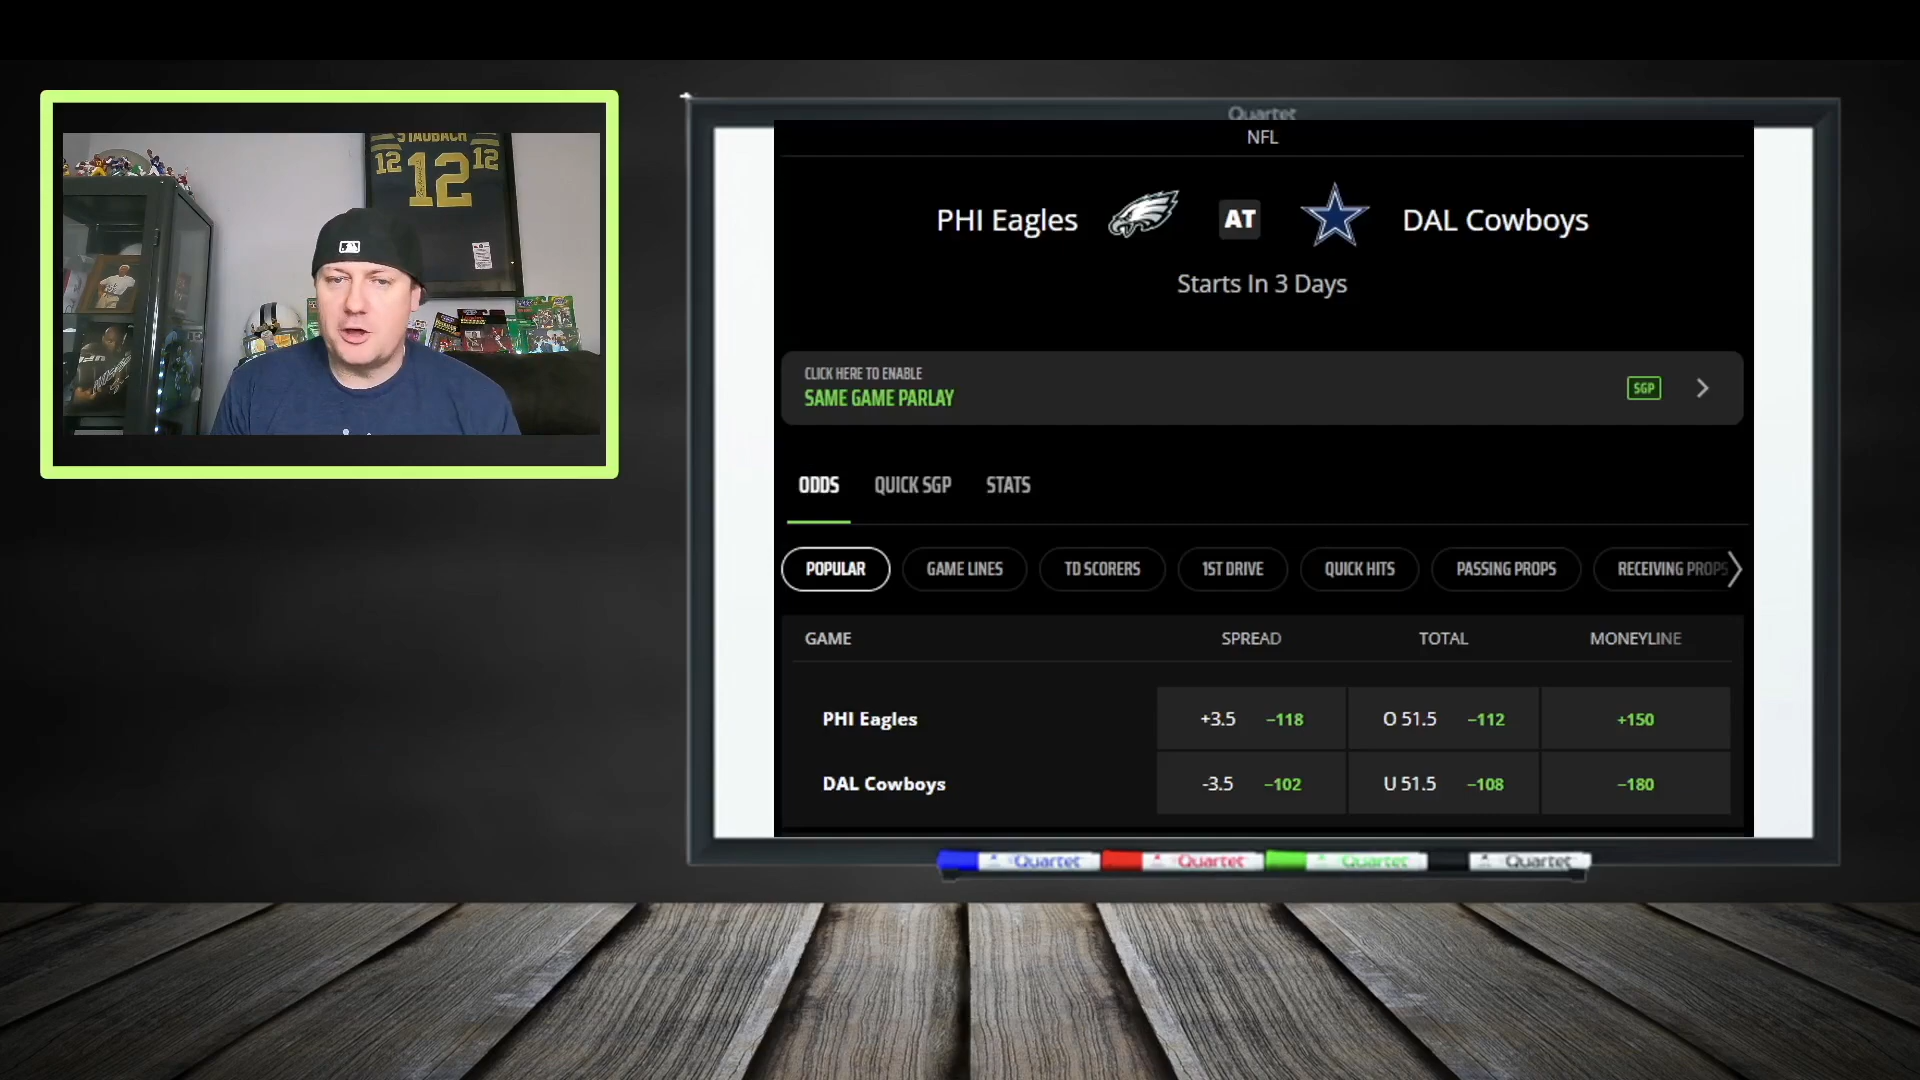 STAUBACH
12 12 12
Quartet
NFL
PHI Eagles AT DAL Cowboys
Starts In 3 Days
CLICK HERE TO ENABLE
SAME GAME PARLAY SGP
ODDS QUICK SGP STATS
POPULAR GAME LINES TD SCORERS 1ST DRIVE QUICK HITS PASSING PROPS RECEIVING PROPS
GAME SPREAD TOTAL MONEYLINE
PHI Eagles +3.5 −118 O 51.5 −112 +150
DAL Cowboys -3.5 −102 U 51.5 −108 −180
Quartet Quartet Quartet Quartet